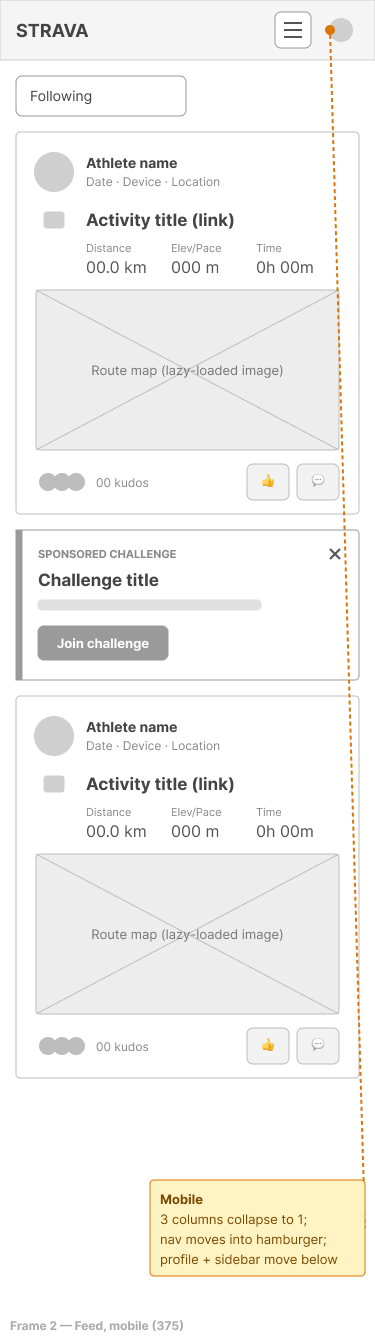 STRAVA
Following
Athlete name
Date · Device · Location
Activity title (link)
Distance Elev/Pace Time
00.0 km 000 m 0h 00m
Route map (lazy-loaded image)
00 kudos
SPONSORED CHALLENGE
Challenge title
Join challenge
Athlete name
Date · Device · Location
Activity title (link)
Distance Elev/Pace Time
00.0 km 000 m 0h 00m
Route map (lazy-loaded image)
00 kudos
Mobile
3 columns collapse to 1;
nav moves into hamburger;
profile + sidebar move below
Frame 2 — Feed, mobile (375)